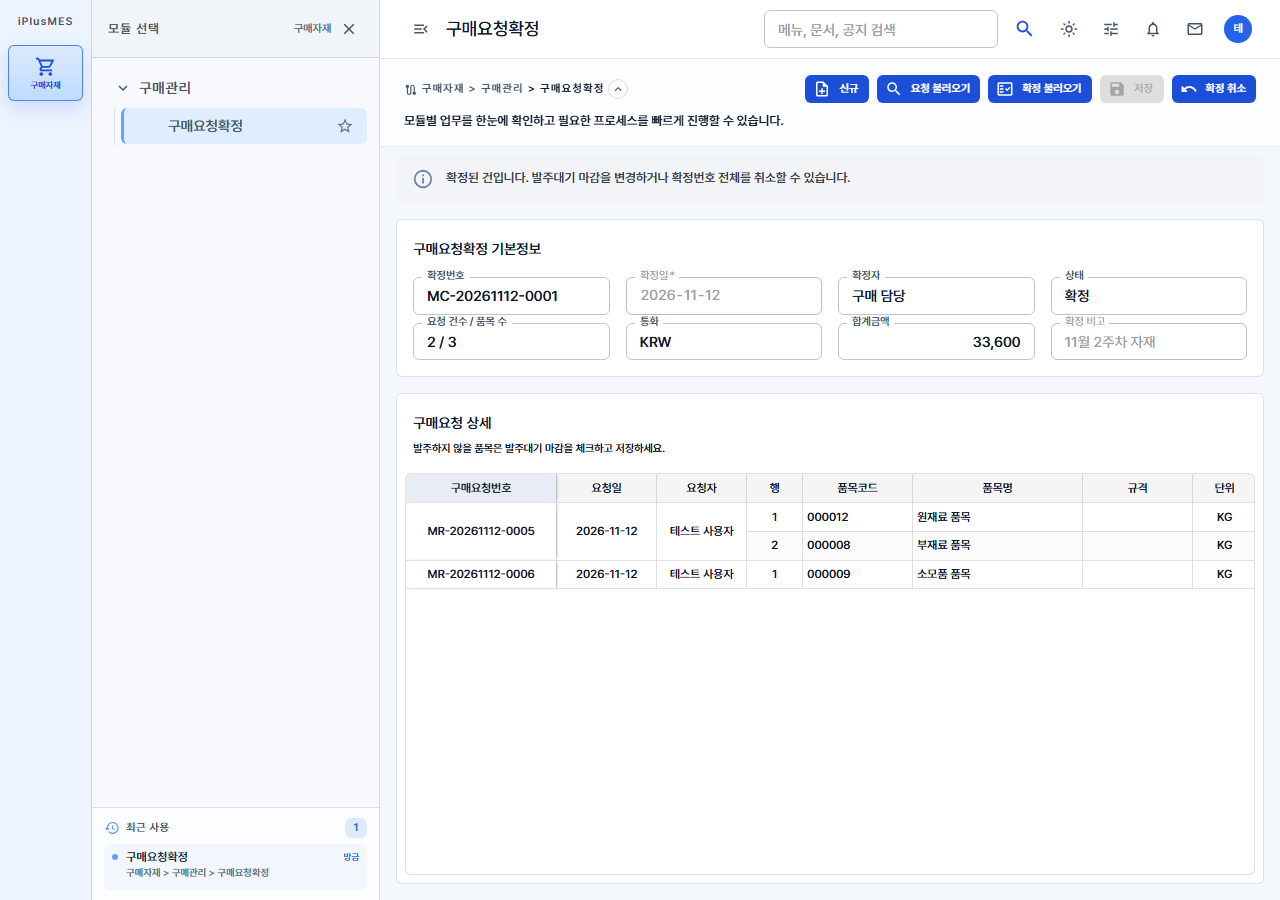 iPlusMES
구매자재
모듈 선택
구매자재
구매관리
구매요청확정
최근 사용
1
구매요청확정
방금
구매자재 > 구매관리 > 구매요청확정
구매요청확정
메뉴, 문서, 공지 검색
테
구매자재 > 구매관리 > 구매요청확정
신규
요청 불러오기
확정 불러오기
저장
확정 취소
모듈별 업무를 한눈에 확인하고 필요한 프로세스를 빠르게 진행할 수 있습니다.
확정된 건입니다. 발주대기 마감을 변경하거나 확정번호 전체를 취소할 수 있습니다.
구매요청확정 기본정보
확정번호
MC-20261112-0001
확정일*
2026-11-12
확정자
구매 담당
상태
확정
요청 건수 / 품목 수
2 / 3
통화
KRW
합계금액
33,600
확정 비고
11월 2주차 자재
구매요청 상세
발주하지 않을 품목은 발주대기 마감을 체크하고 저장하세요.
구매요청번호 요청일 요청자 행 품목코드 품목명 규격 단위
MR-20261112-0005 2026-11-12 테스트 사용자 1 000012 원재료 품목 KG
2 000008 부재료 품목 KG
MR-20261112-0006 2026-11-12 테스트 사용자 1 000009 소모품 품목 KG